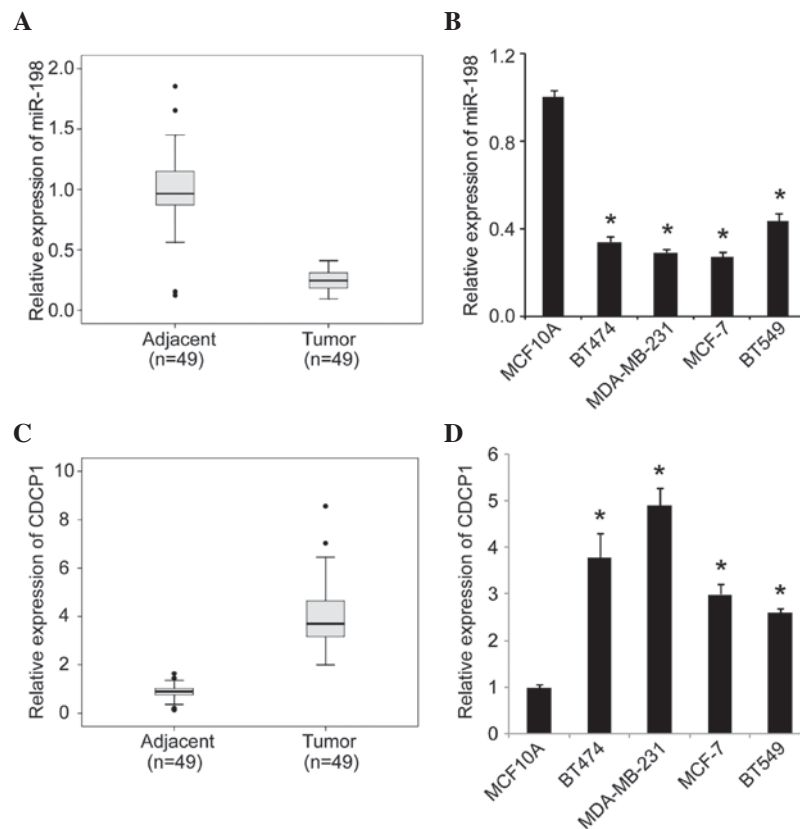 A
Relative expression of miR-198
2.0
1.5
1.0
0.5
0.0
Adjacent
(n=49)
Tumor
(n=49)
B
Relative expression of miR-198
1.2
0.8
0.4
0.0
*
*
*
*
MCF10A
BT474
MDA-MB-231
MCF-7
BT549
C
Relative expression of CDCP1
10
8
6
4
2
0
Adjacent
(n=49)
Tumor
(n=49)
D
Relative expression of CDCP1
6
5
4
3
2
1
0
*
*
*
*
MCF10A
BT474
MDA-MB-231
MCF-7
BT549